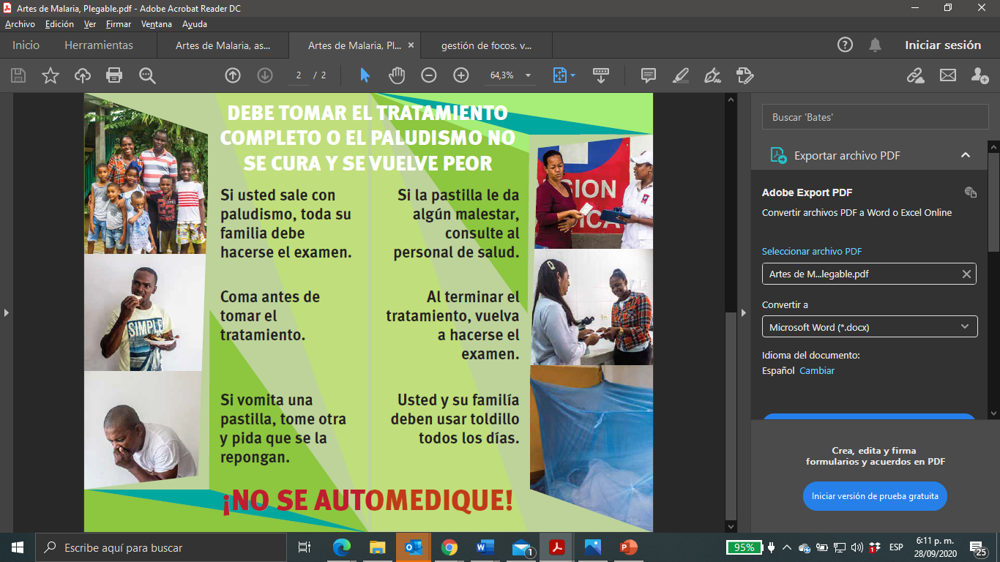 Artes de Malaria, Plegable.pdf - Adobe Acrobat Reader DC
Archivo Edición Ver Firmar Ventana Ayuda
Inicio Herramientas Artes de Malaria, as... Artes de Malaria, Pl... × gestión de focos. v... Iniciar sesión
2 / 2 64,3%
DEBE TOMAR EL TRATAMIENTO
COMPLETO O EL PALUDISMO NO
SE CURA Y SE VUELVE PEOR
Si usted sale con
paludismo, toda su
familia debe
hacerse el examen.
Coma antes de
tomar el
tratamiento.
Si vomita una
pastilla, tome otra
y pida que se la
repongan.
Si la pastilla le da
algún malestar,
consulte al
personal de salud.
Al terminar el
tratamiento, vuelva
a hacerse el
examen.
Usted y su familía
deben usar toldillo
todos los días.
¡NO SE AUTOMEDIQUE!
SIMPLE
SION
ICA
Buscar 'Bates'
Exportar archivo PDF
Adobe Export PDF
Convertir archivos PDF a Word o Excel Online
Seleccionar archivo PDF
Artes de M...legable.pdf
Convertir a
Microsoft Word (*.docx)
Idioma del documento:
Español Cambiar
Crea, edita y firma
formularios y acuerdos en PDF
Iniciar versión de prueba gratuita
Escribe aquí para buscar
1
95%
1
ESP
6:11 p. m.
28/09/2020
25